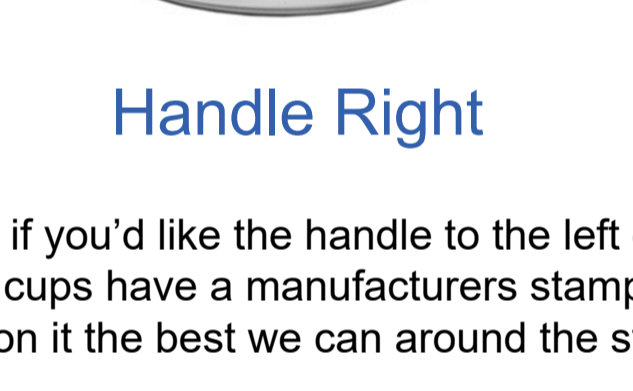 Handle Right
if you’d like the handle to the left
cups have a manufacturers stamp
on it the best we can around the